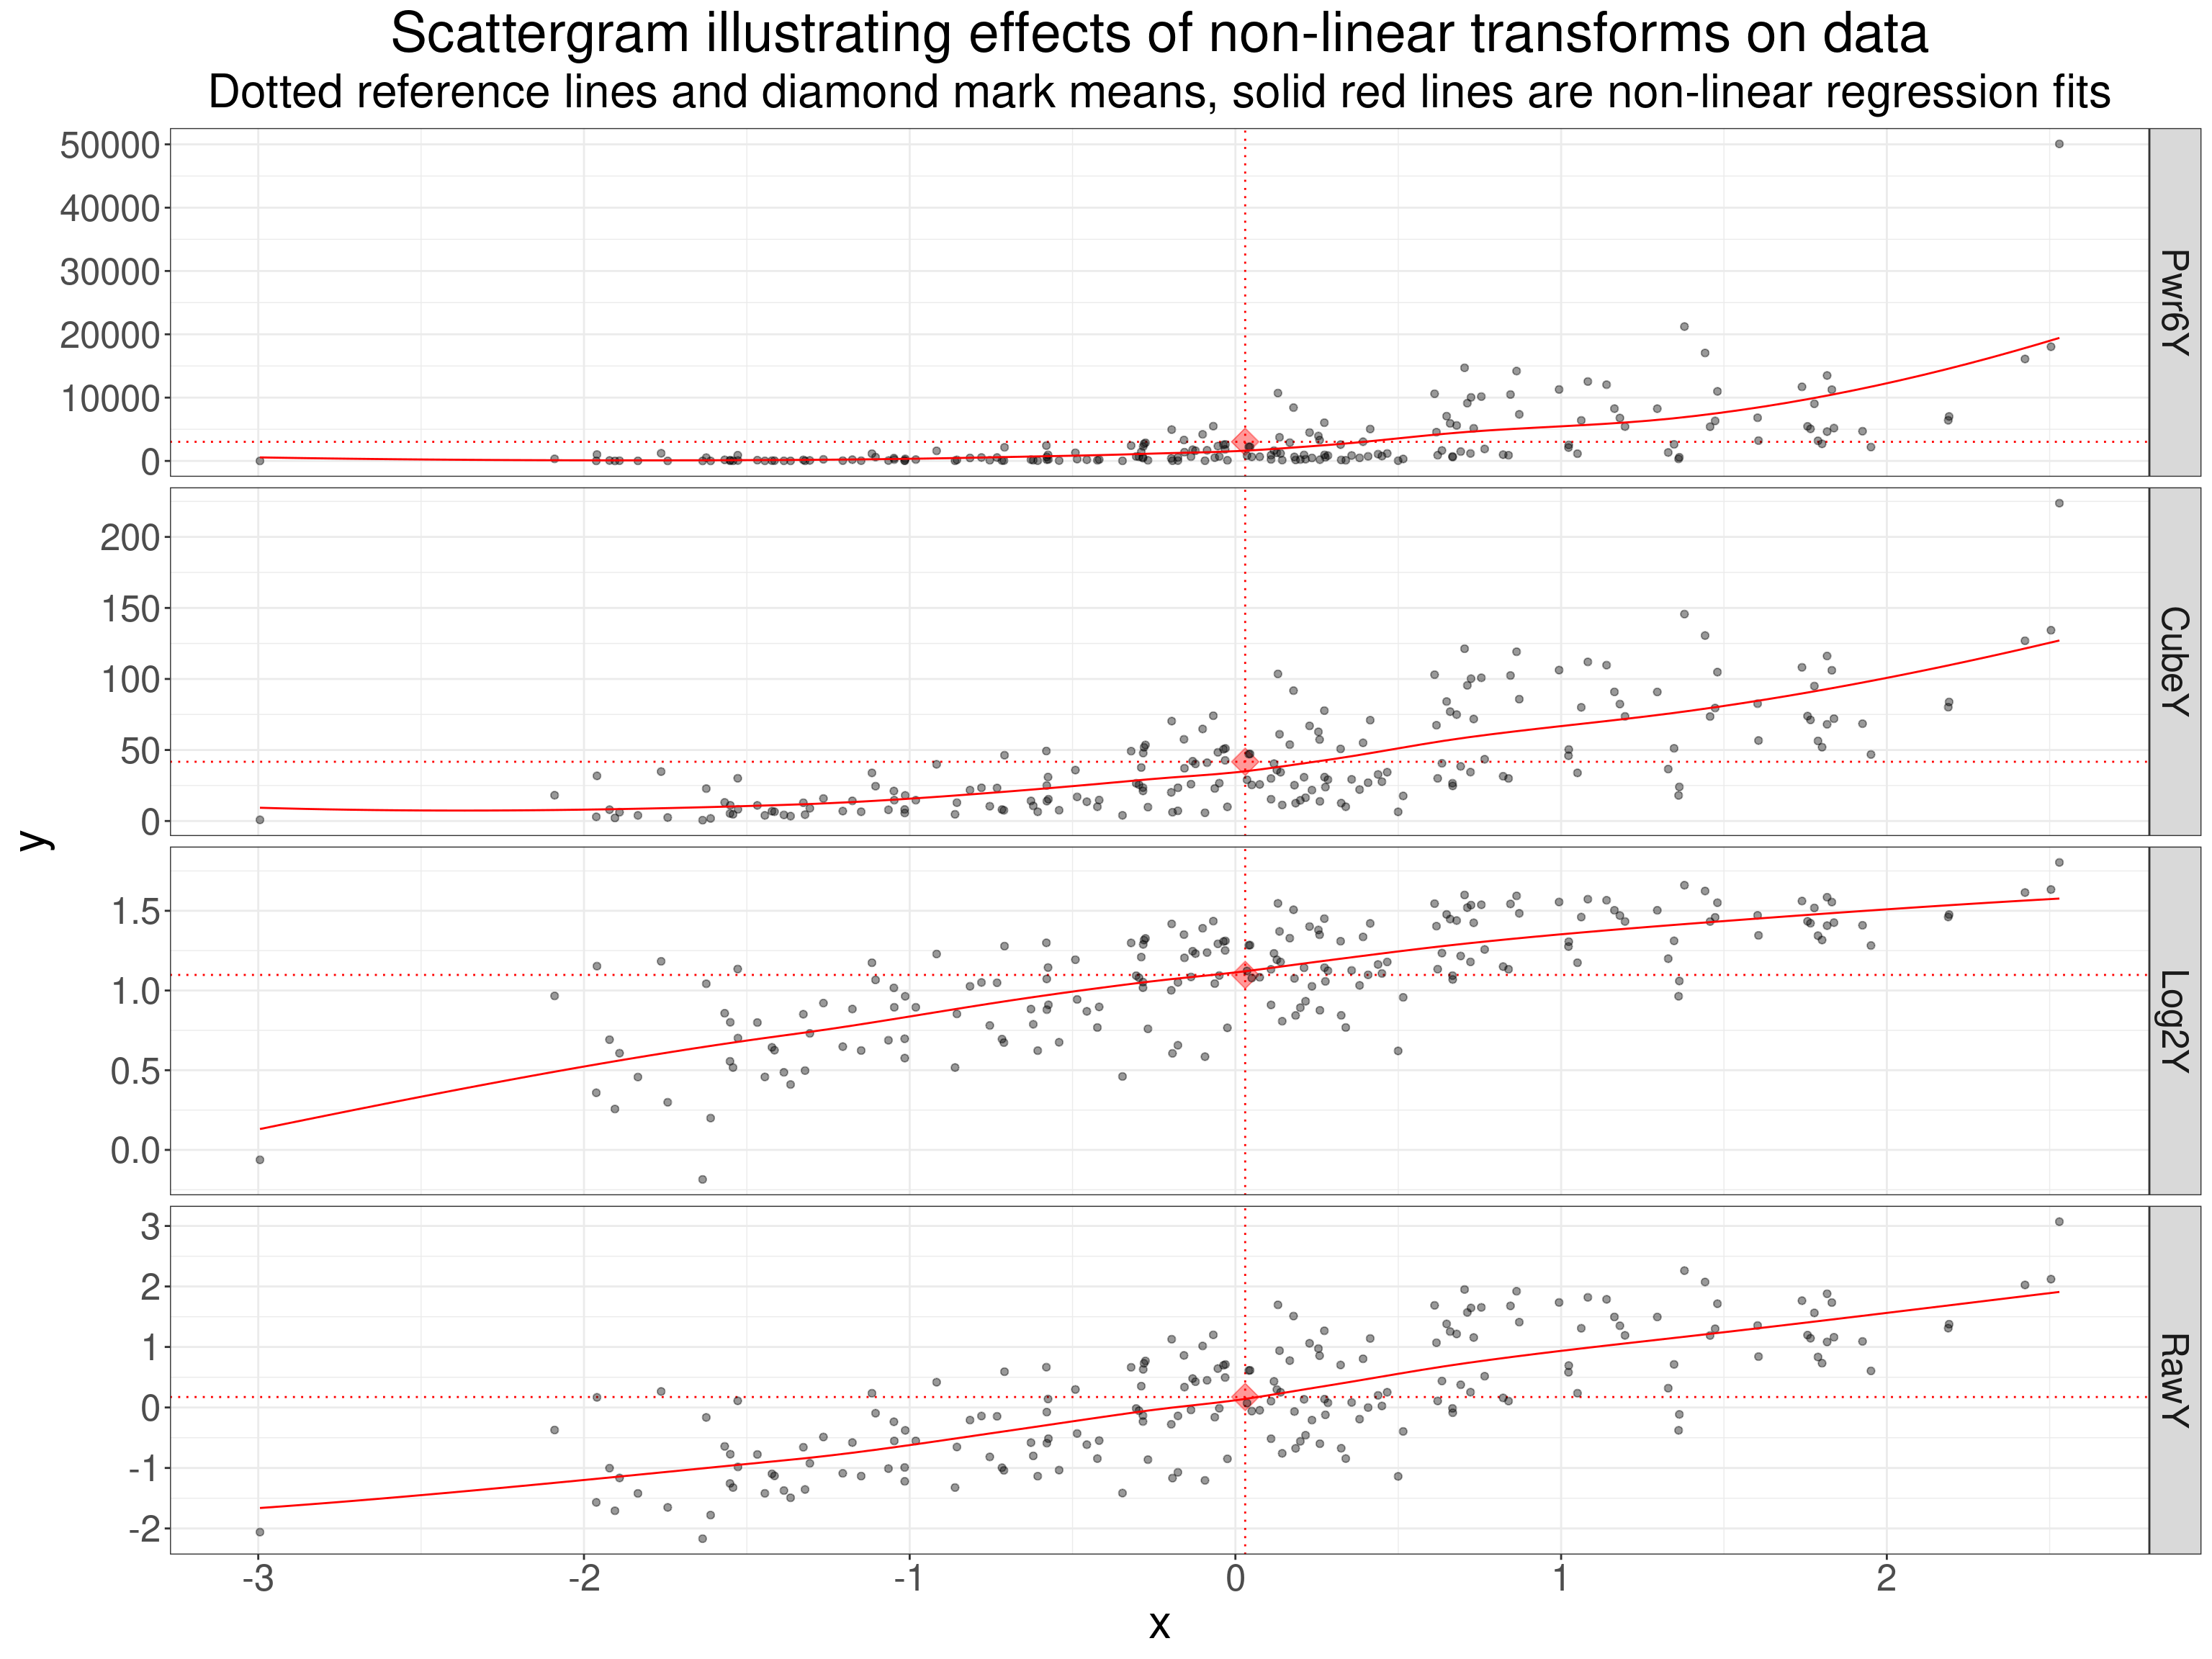 Scattergram illustrating effects of non-linear transforms on data
Dotted reference lines and diamond mark means, solid red lines are non-linear regression fits
50000
40000
30000
20000
10000
0
Pwr6Y
200
150
100
50
0
CubeY
1.5
1.0
0.5
0.0
Log2Y
3
2
1
0
-1
-2
RawY
y
-3 -2 -1 0 1 2
x